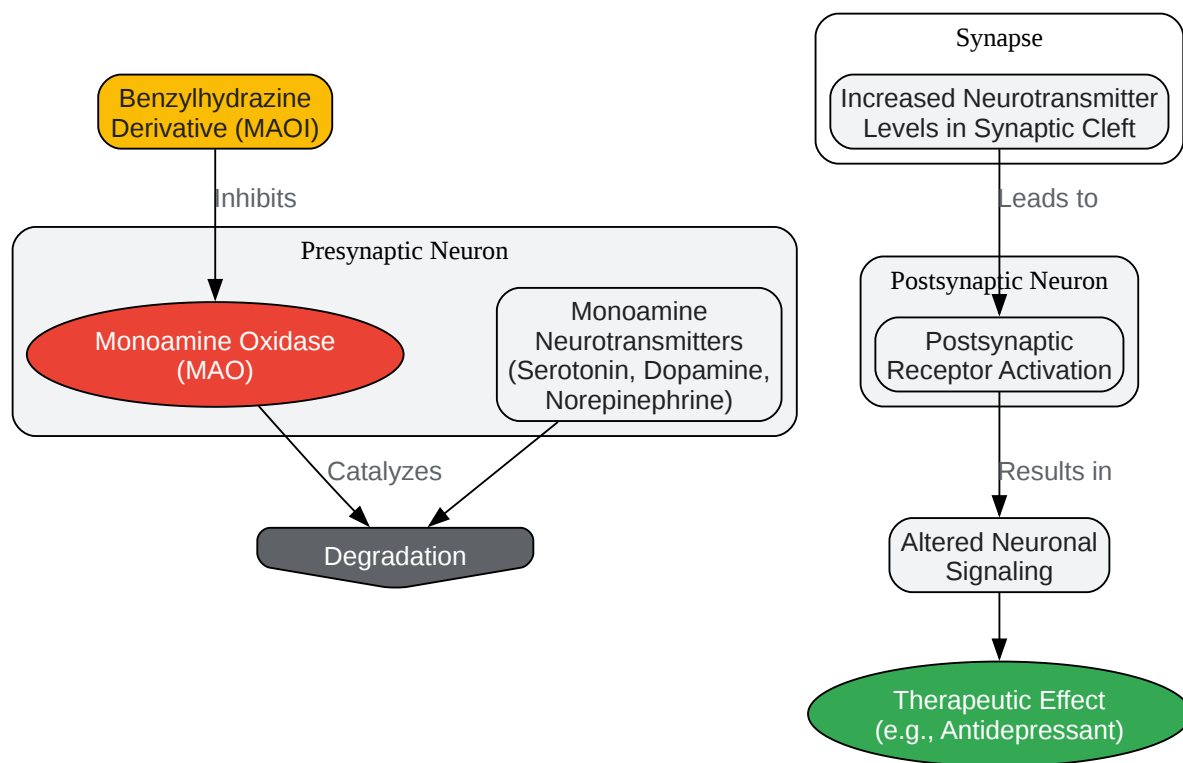 Benzylhydrazine
Derivative (MAOI)
Inhibits
Presynaptic Neuron
Monoamine Oxidase
(MAO)
Monoamine
Neurotransmitters
(Serotonin, Dopamine,
Norepinephrine)
Catalyzes
Degradation
Synapse
Increased Neurotransmitter
Levels in Synaptic Cleft
Leads to
Postsynaptic Neuron
Postsynaptic
Receptor Activation
Results in
Altered Neuronal
Signaling
Therapeutic Effect
(e.g., Antidepressant)